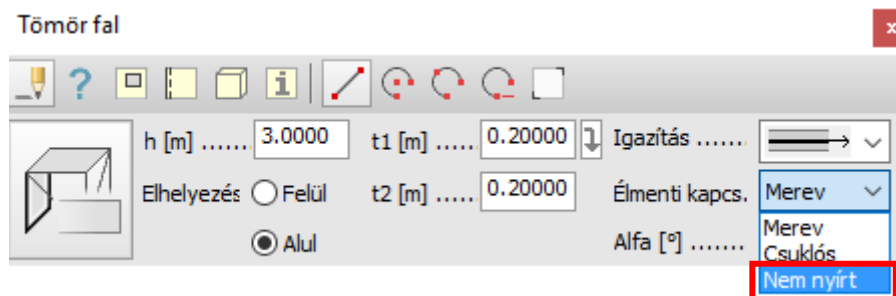 Tömör fal
x
? i
h [m] ...... 3.0000 t1 [m] ..... 0.20000 Igazítás ......
Elhelyezés Felül t2 [m] ..... 0.20000 Élmenti kapcs. Merev
Alul Alfa [°] ....... Merev
Csuklós
Nem nyírt